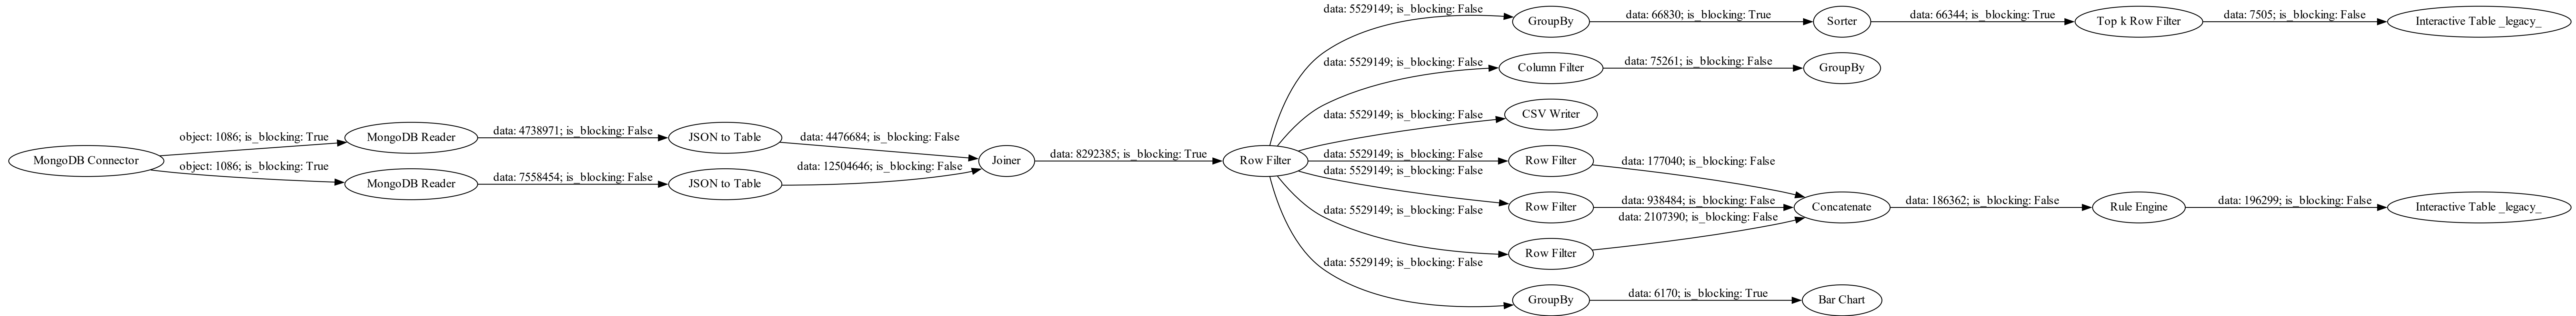 data: 5529149; is_blocking: False
GroupBy
data: 66830; is_blocking: True
Sorter
data: 66344; is_blocking: True
Top k Row Filter
data: 7505; is_blocking: False
Interactive Table _legacy_
data: 5529149; is_blocking: False
Column Filter
data: 75261; is_blocking: False
GroupBy
data: 5529149; is_blocking: False
CSV Writer
MongoDB Connector
object: 1086; is_blocking: True
MongoDB Reader
data: 4738971; is_blocking: False
JSON to Table
data: 4476684; is_blocking: False
object: 1086; is_blocking: True
MongoDB Reader
data: 7558454; is_blocking: False
JSON to Table
data: 12504646; is_blocking: False
Joiner
data: 8292385; is_blocking: True
Row Filter
data: 5529149; is_blocking: False
Row Filter
data: 177040; is_blocking: False
data: 5529149; is_blocking: False
Row Filter
data: 938484; is_blocking: False
data: 5529149; is_blocking: False
Row Filter
data: 2107390; is_blocking: False
Concatenate
data: 186362; is_blocking: False
Rule Engine
data: 196299; is_blocking: False
Interactive Table _legacy_
data: 5529149; is_blocking: False
GroupBy
data: 6170; is_blocking: True
Bar Chart